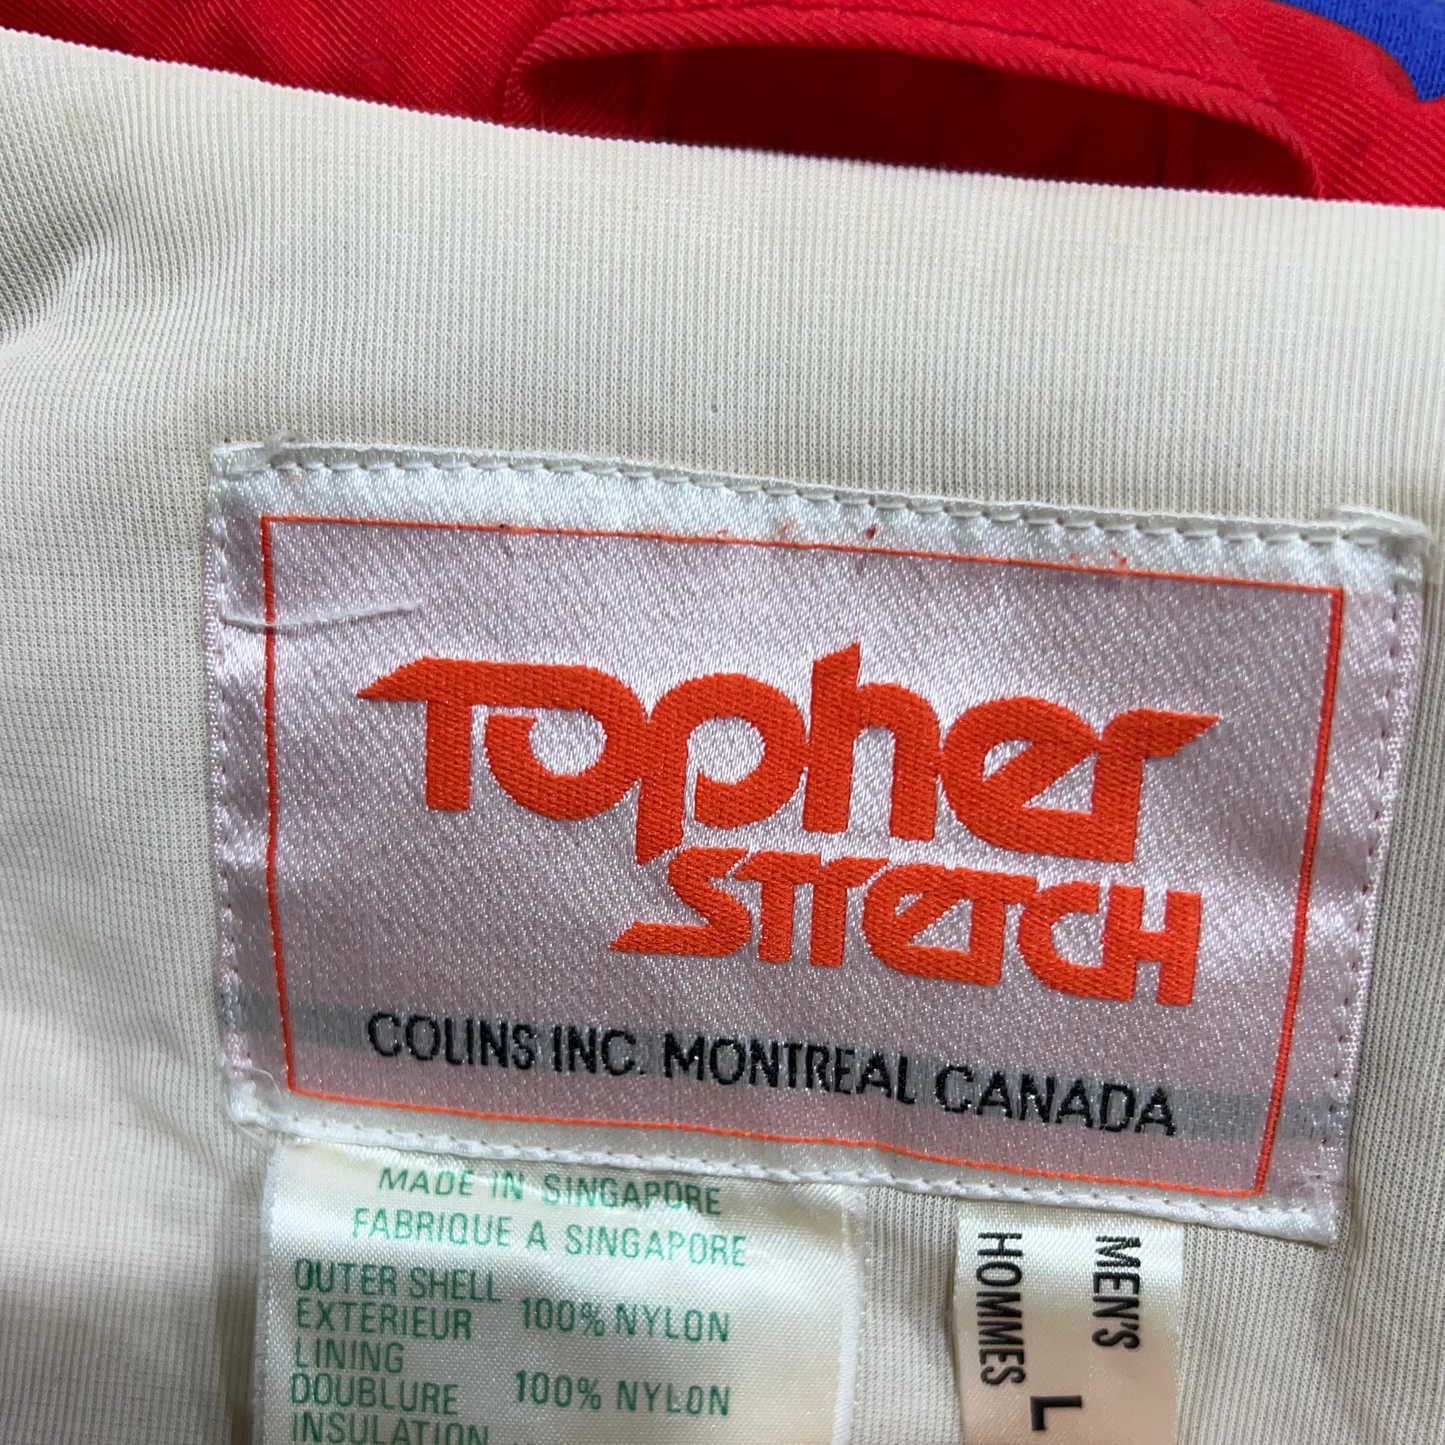 Topher
STRETCH
COLINS INC. MONTREAL CANADA
MADE IN SINGAPORE
FABRIQUE A SINGAPORE
OUTER SHELL
EXTERIEUR 100% NYLON
LINING
DOUBLURE 100% NYLON
INSULATION
MEN'S
HOMMES
L